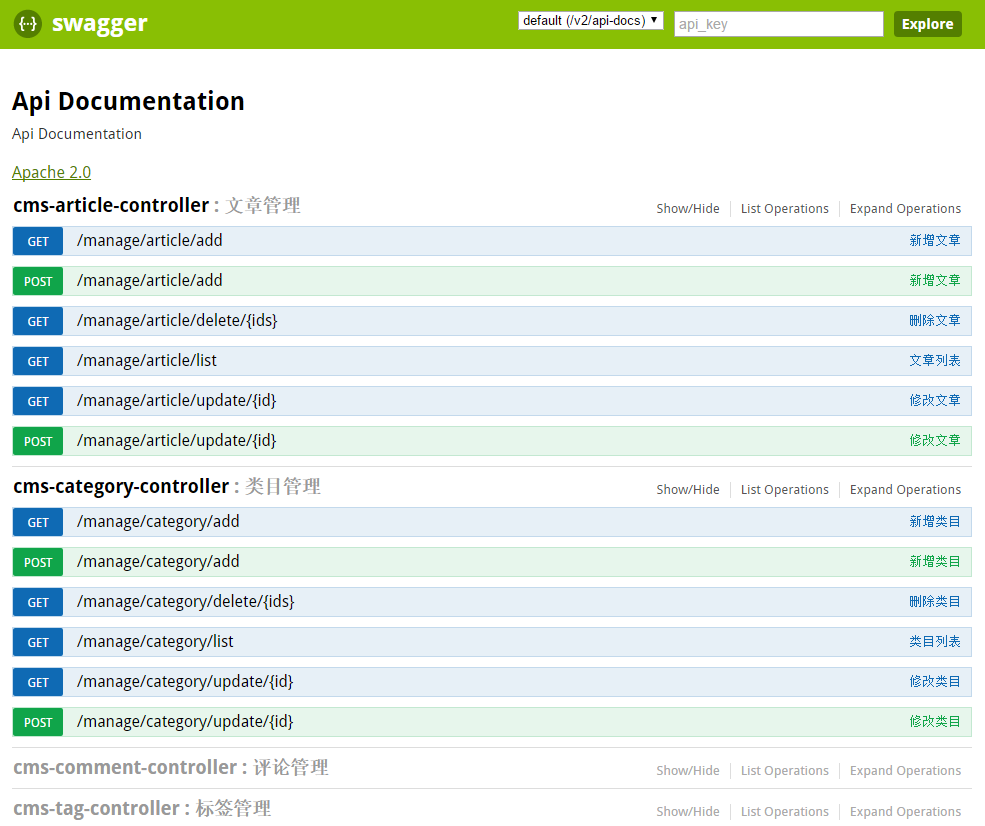 {···} swagger default (/v2/api-docs) api_key Explore
Api Documentation
Api Documentation
Apache 2.0
cms-article-controller : 文章管理 Show/Hide List Operations Expand Operations
GET /manage/article/add 新增文章
POST /manage/article/add 新增文章
GET /manage/article/delete/{ids} 删除文章
GET /manage/article/list 文章列表
GET /manage/article/update/{id} 修改文章
POST /manage/article/update/{id} 修改文章
cms-category-controller : 类目管理 Show/Hide List Operations Expand Operations
GET /manage/category/add 新增类目
POST /manage/category/add 新增类目
GET /manage/category/delete/{ids} 删除类目
GET /manage/category/list 类目列表
GET /manage/category/update/{id} 修改类目
POST /manage/category/update/{id} 修改类目
cms-comment-controller : 评论管理 Show/Hide List Operations Expand Operations
cms-tag-controller : 标签管理 Show/Hide List Operations Expand Operations